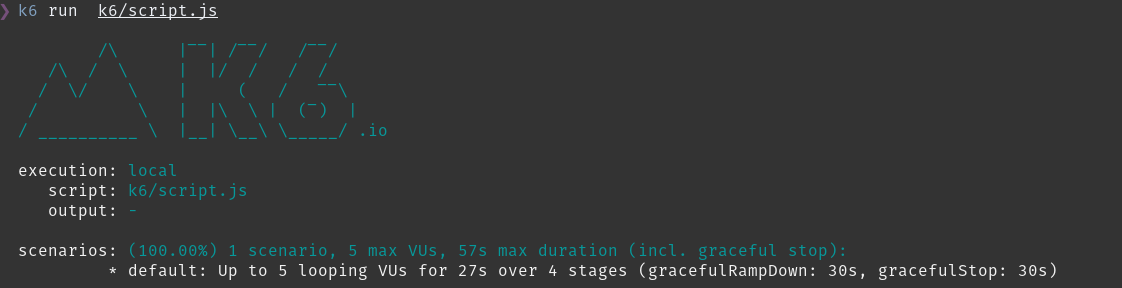 ❯ k6 run  k6/script.js
          /\      |‾‾| /‾‾/   /‾‾/
     /\  /  \     |  |/  /   /  /
    /  \/    \    |     (   /   ‾‾\
   /          \   |  |\  \ |  (‾)  |
  / __________ \  |__| \__\ \_____/ .io
execution: local
script: k6/script.js
output: -
scenarios: (100.00%) 1 scenario, 5 max VUs, 57s max duration (incl. graceful stop):
* default: Up to 5 looping VUs for 27s over 4 stages (gracefulRampDown: 30s, gracefulStop: 30s)